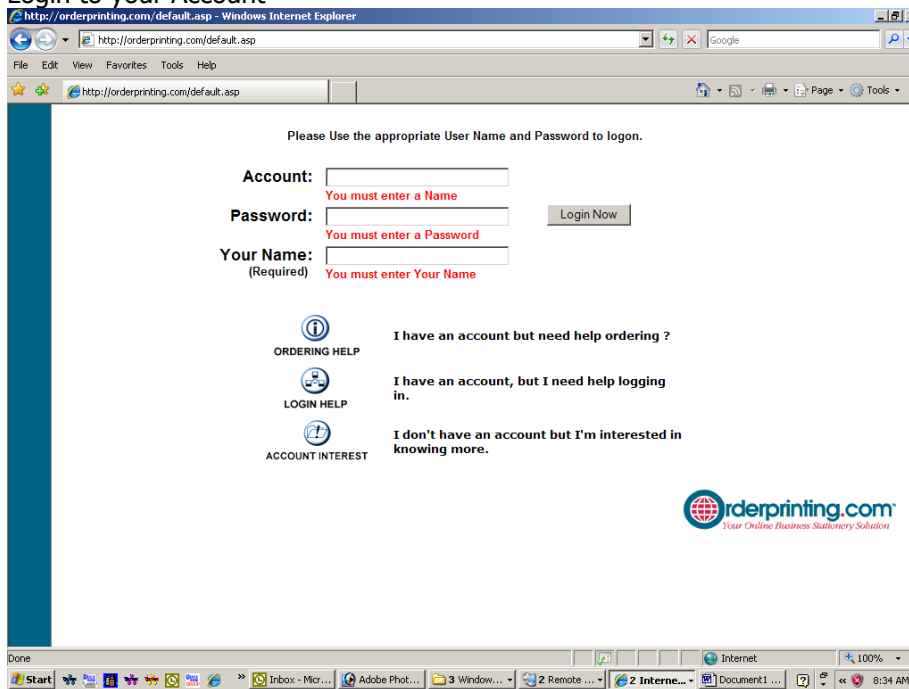 Login to your Account
http://orderprinting.com/default.asp - Windows Internet Explorer
http://orderprinting.com/default.asp
Google
File Edit View Favorites Tools Help
http://orderprinting.com/default.asp
Page
Tools
Please Use the appropriate User Name and Password to logon.
Account:
You must enter a Name
Password:
Login Now
You must enter a Password
Your Name:
(Required)
You must enter Your Name
ORDERING HELP
I have an account but need help ordering ?
LOGIN HELP
I have an account, but I need help logging
in.
ACCOUNT INTEREST
I don't have an account but I'm interested in
knowing more.
rderprinting.com
Your Online Business Stationery Solution
Done
Internet
100%
Start
Inbox - Micr...
Adobe Phot...
3 Window...
2 Remote ...
2 Interne...
Document1 ...
8:34 AM